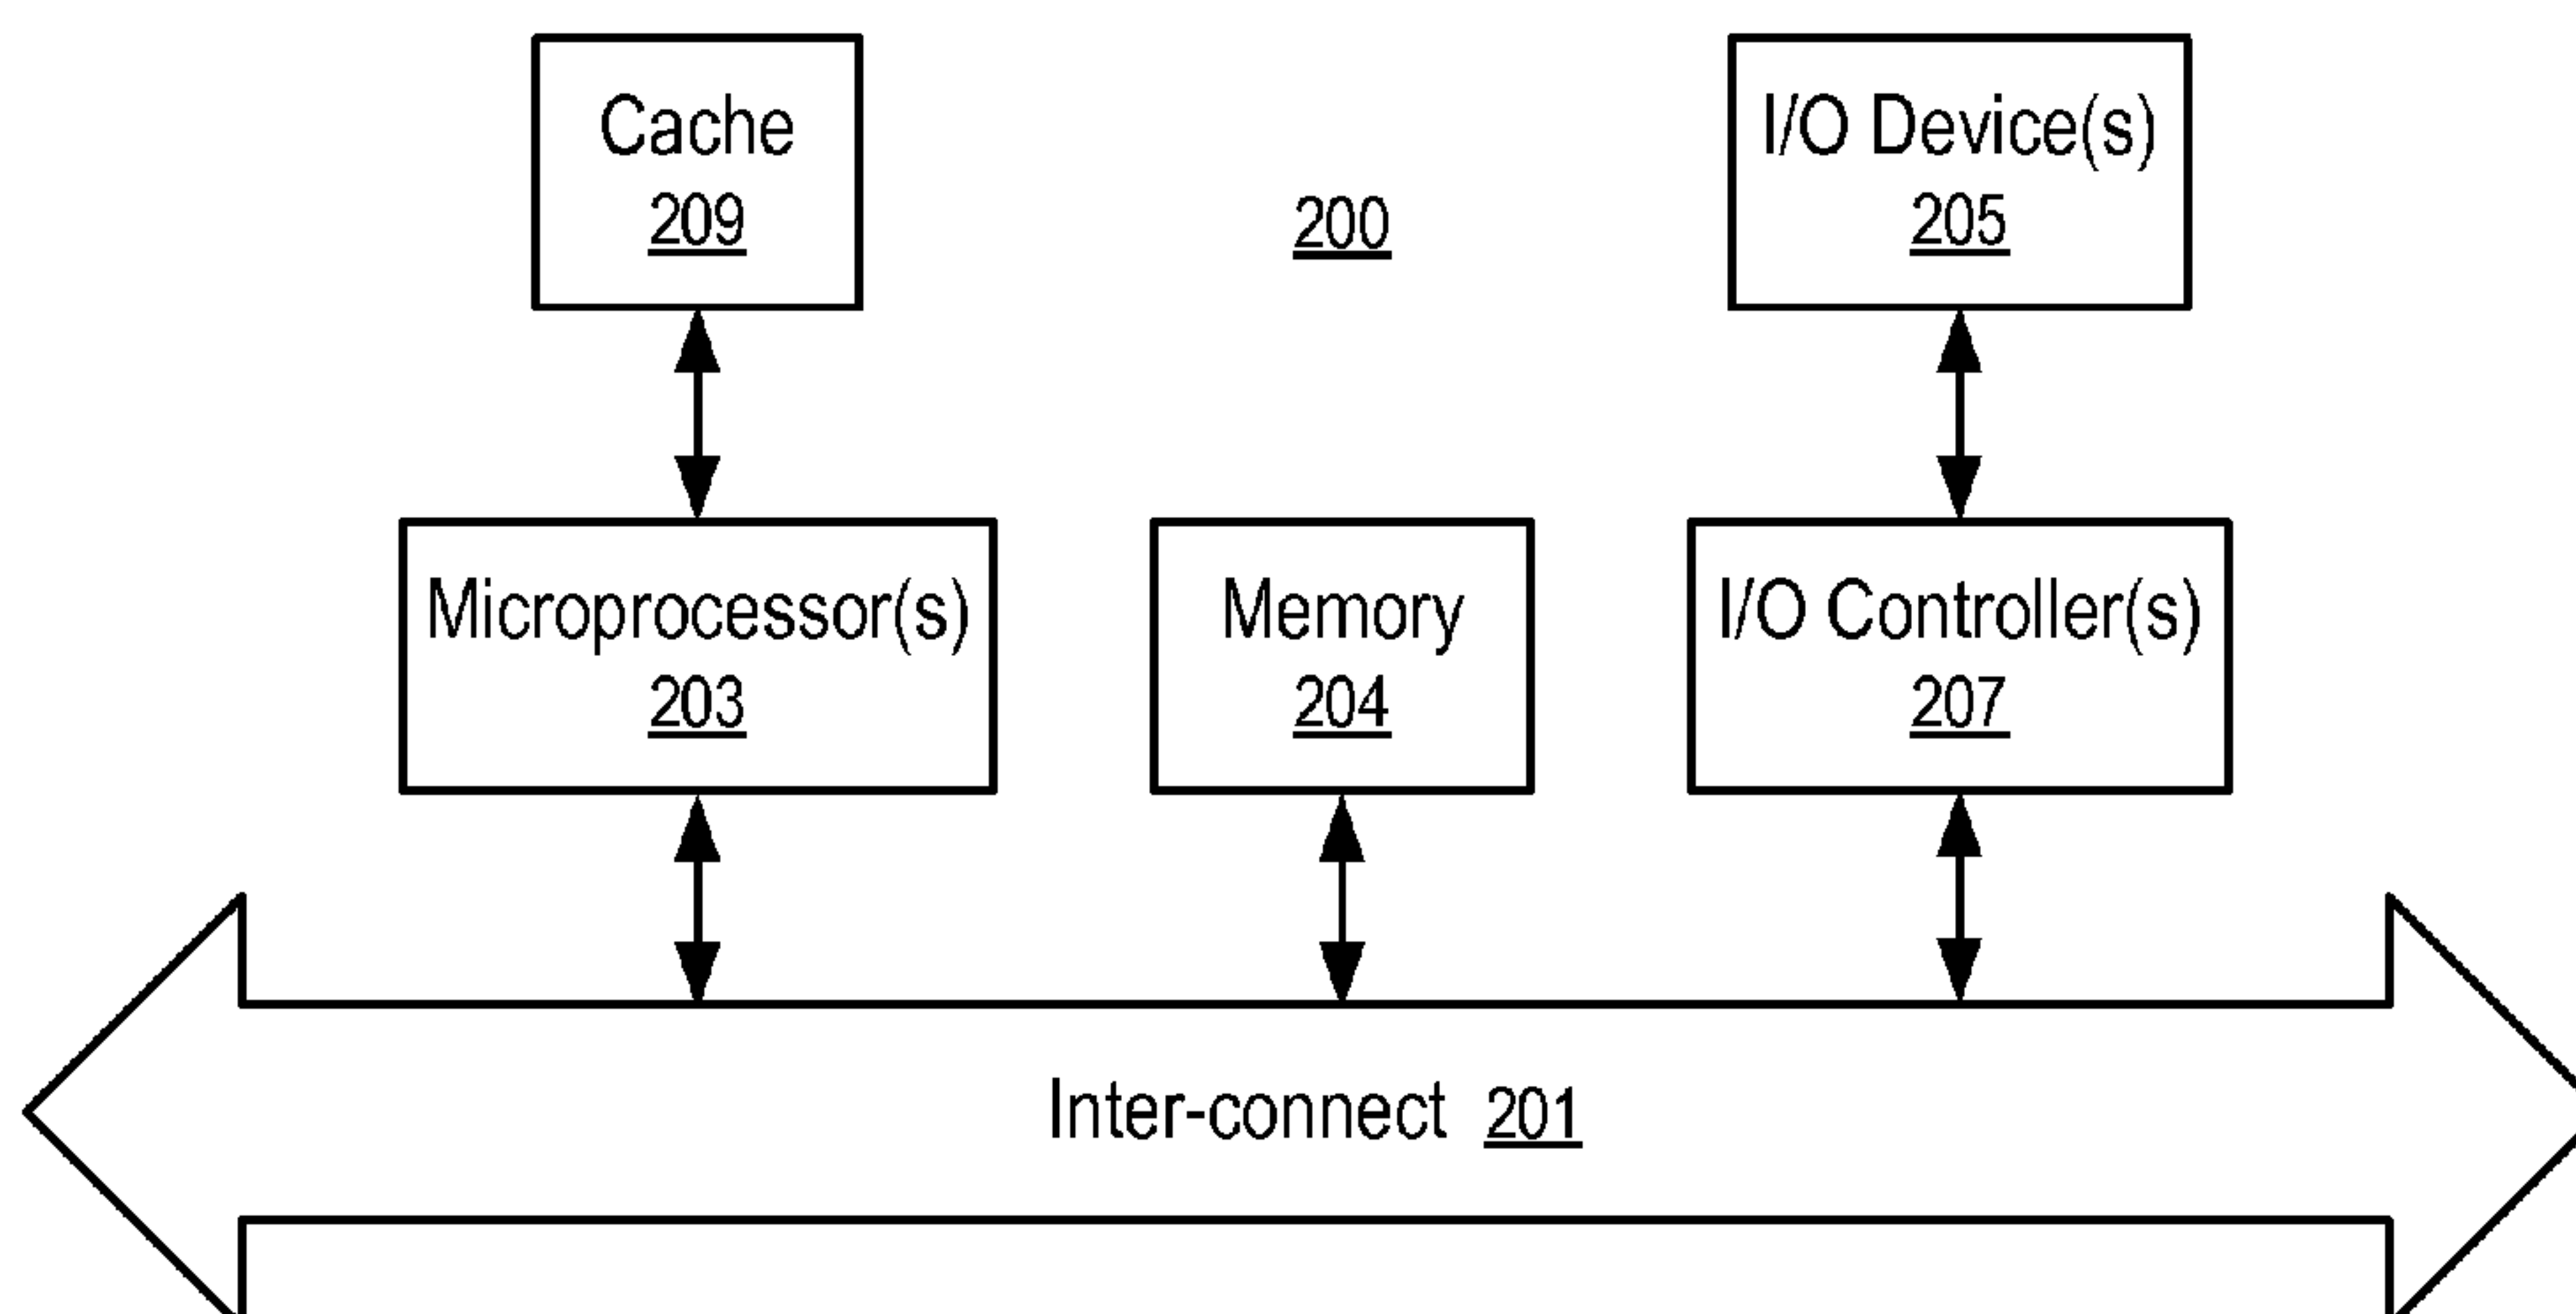 Cache
209
200
I/O Device(s)
205
Microprocessor(s)
203
Memory
204
I/O Controller(s)
207
Inter-connect 201